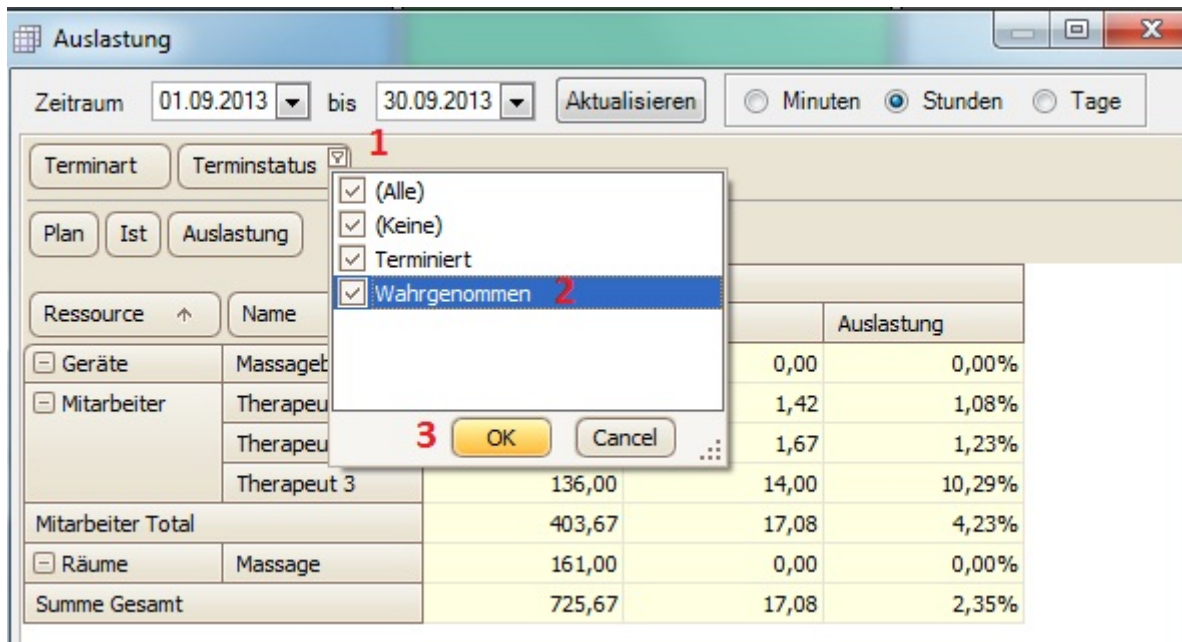 Auslastung
Zeitraum 01.09.2013 bis 30.09.2013 Aktualisieren Minuten Stunden Tage
1
Terminart Terminstatus
(Alle)
(Keine)
Plan Ist Auslastung
Terminiert
Wahrgenommen 2
Ressource Name Auslastung
Geräte Massageb 0,00 0,00%
Mitarbeiter Therapeu 1,42 1,08%
3 OK Cancel
Therapeu 1,67 1,23%
Therapeut 3 136,00 14,00 10,29%
Mitarbeiter Total 403,67 17,08 4,23%
Räume Massage 161,00 0,00 0,00%
Summe Gesamt 725,67 17,08 2,35%